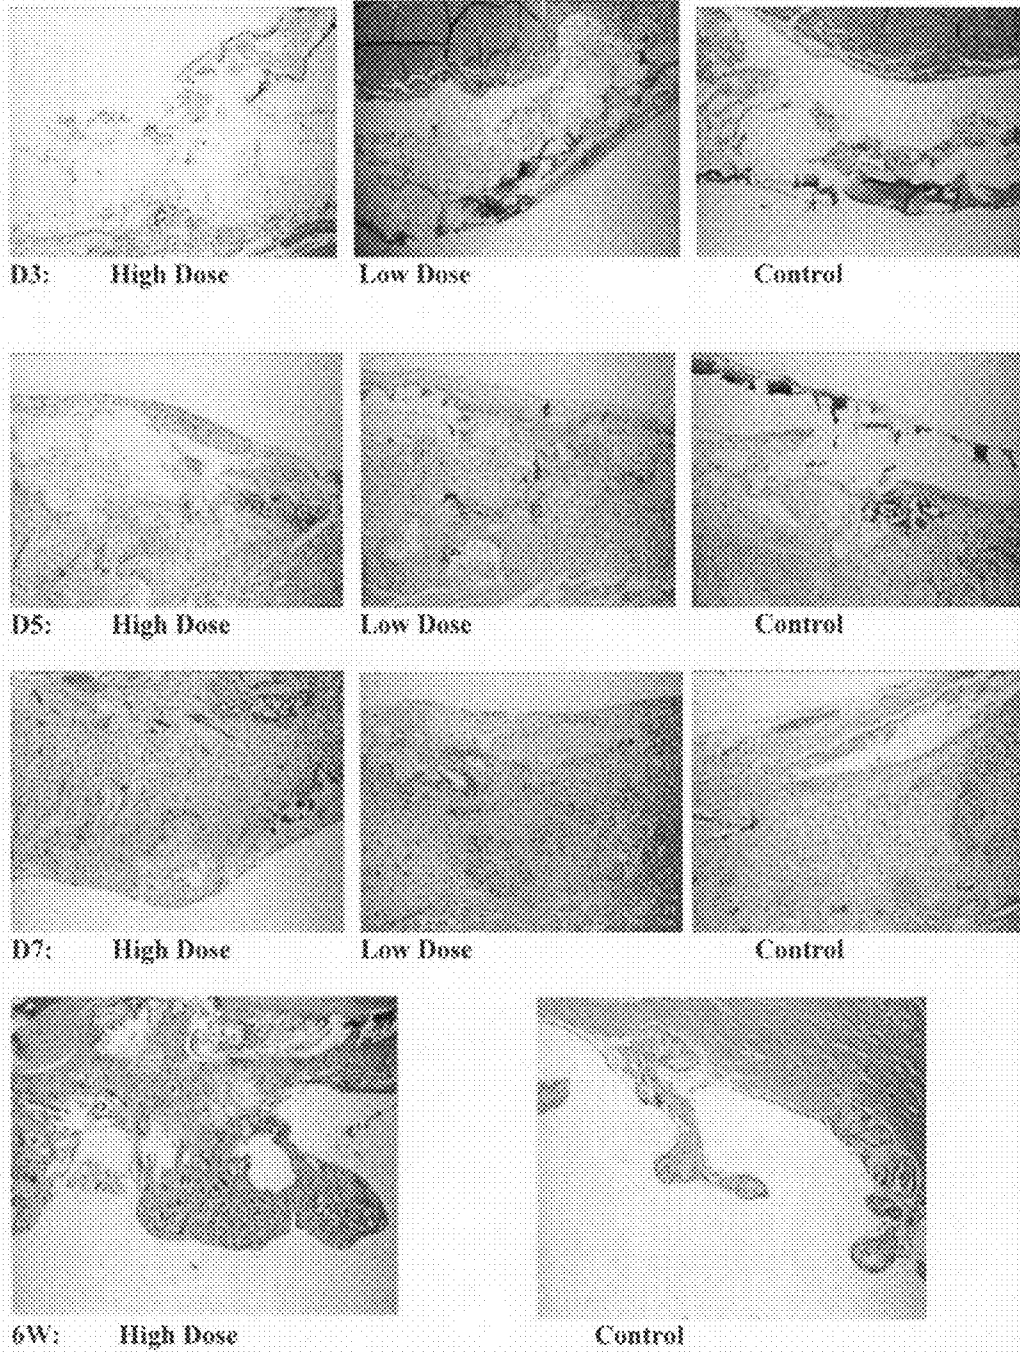 D3: High Dose Low Dose Control
D5: High Dose Low Dose Control
D7: High Dose Low Dose Control
6W: High Dose Control